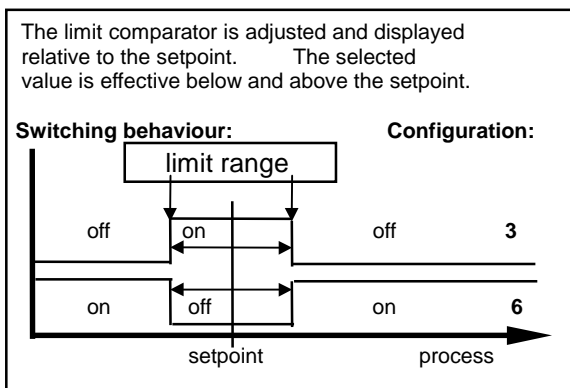 The limit comparator is adjusted and displayed
relative to the setpoint. The selected
value is effective below and above the setpoint.
Switching behaviour: Configuration:
limit range
off on off 3
on off on 6
setpoint process